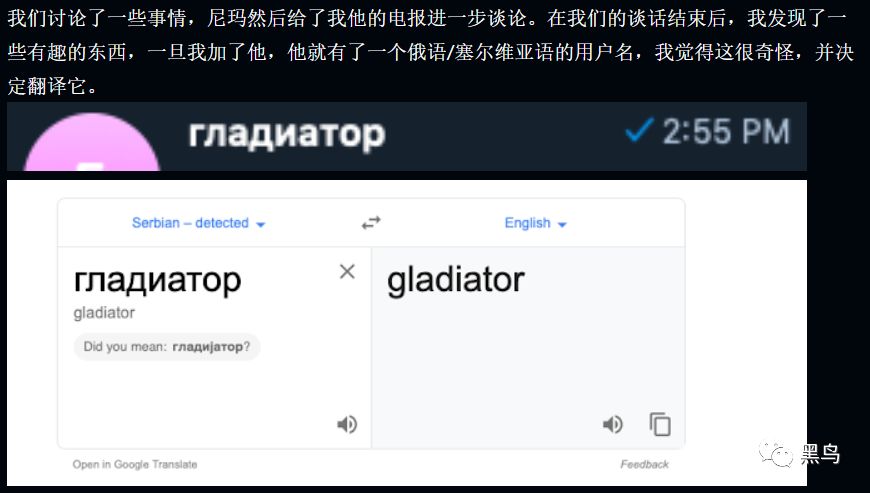 我们讨论了一些事情，尼玛然后给了我他的电报进一步谈论。在我们的谈话结束后，我发现了一
些有趣的东西，一旦我加了他，他就有了一个俄语/塞尔维亚语的用户名，我觉得这很奇怪，并决
定翻译它。
гладиатор 2:55 PM
Serbian – detected English
гладиатор gladiator
gladiator
Did you mean: гладијатор?
Open in Google Translate Feedback
黑鸟